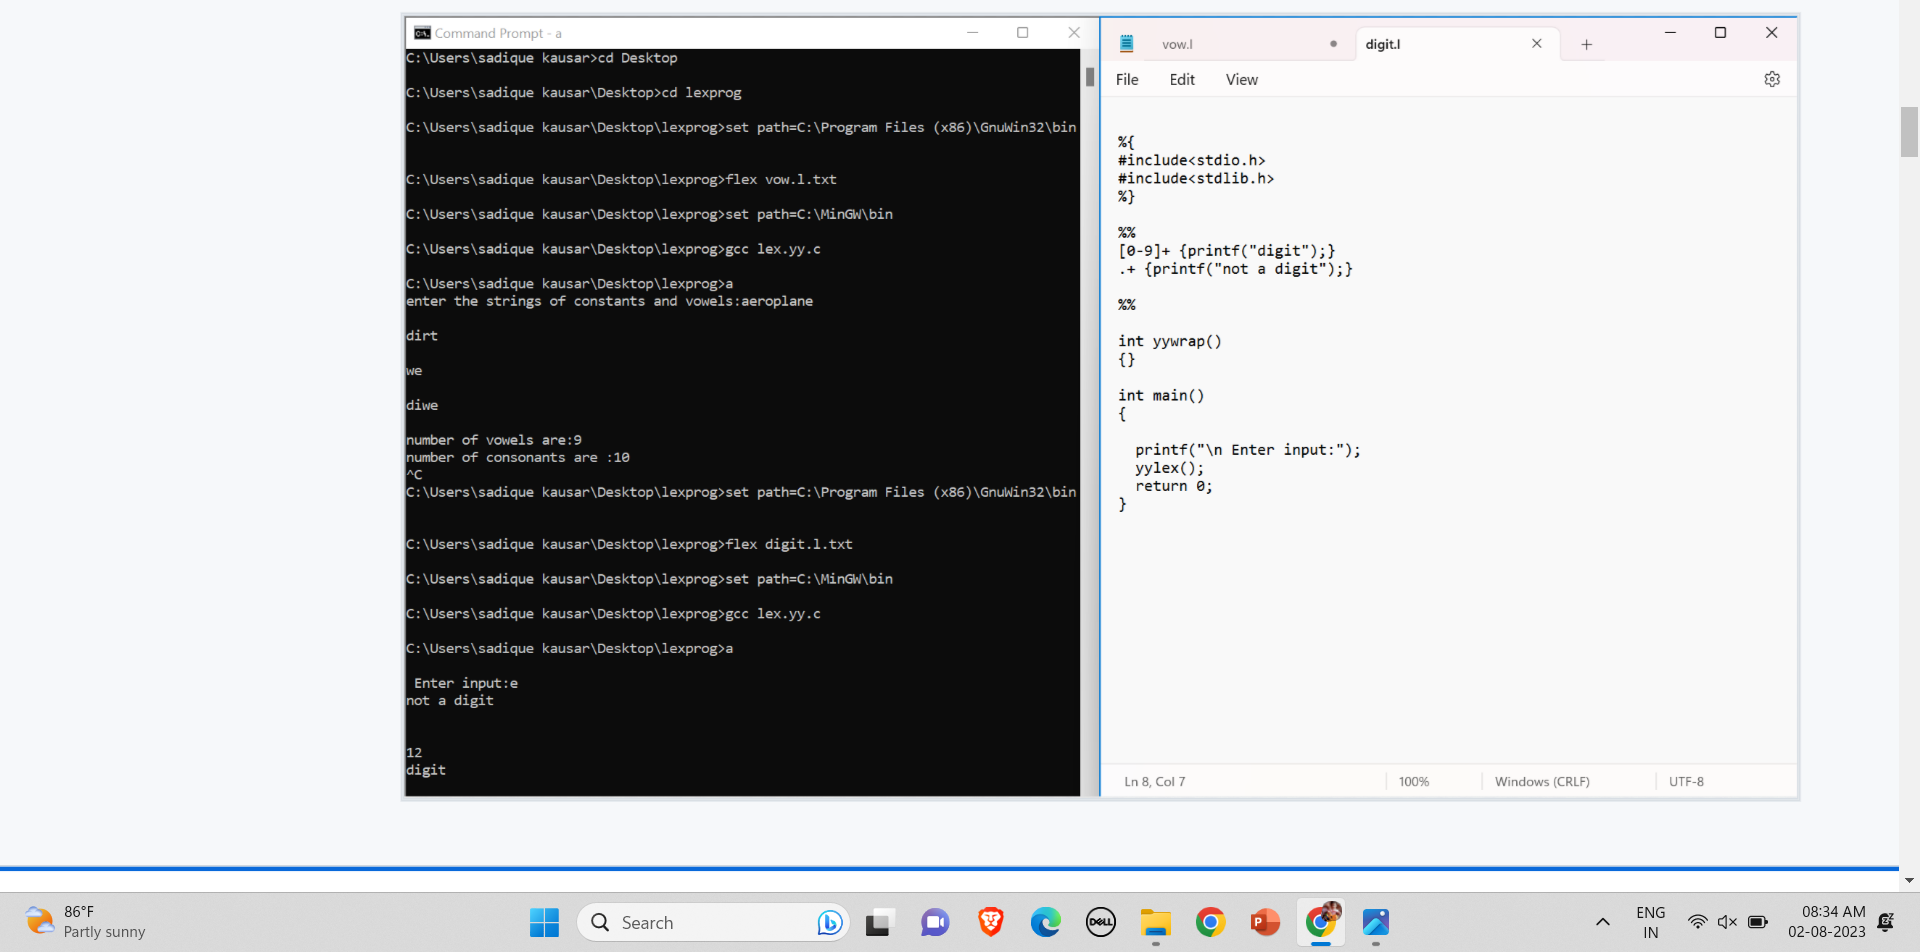 Command Prompt - a
C:\Users\sadique kausar>cd Desktop
C:\Users\sadique kausar\Desktop>cd lexprog
C:\Users\sadique kausar\Desktop\lexprog>set path=C:\Program Files (x86)\GnuWin32\bin
C:\Users\sadique kausar\Desktop\lexprog>flex vow.l.txt
C:\Users\sadique kausar\Desktop\lexprog>set path=C:\MinGW\bin
C:\Users\sadique kausar\Desktop\lexprog>gcc lex.yy.c
C:\Users\sadique kausar\Desktop\lexprog>a
enter the strings of constants and vowels:aeroplane
dirt
we
diwe
number of vowels are:9
number of consonants are :10
^C
C:\Users\sadique kausar\Desktop\lexprog>set path=C:\Program Files (x86)\GnuWin32\bin
C:\Users\sadique kausar\Desktop\lexprog>flex digit.l.txt
C:\Users\sadique kausar\Desktop\lexprog>set path=C:\MinGW\bin
C:\Users\sadique kausar\Desktop\lexprog>gcc lex.yy.c
C:\Users\sadique kausar\Desktop\lexprog>a
Enter input:e
not a digit
12
digit
vow.l
digit.l
File Edit View
%{
#include<stdio.h>
#include<stdlib.h>
%}
%%
[0-9]+ {printf("digit");}
.+ {printf("not a digit");}
%%
int yywrap()
{}
int main()
{
printf("\n Enter input:");
yylex();
return 0;
}
Ln 8, Col 7 100% Windows (CRLF) UTF-8
86°F
Partly sunny
Search
DELL
ENG
IN
08:34 AM
02-08-2023